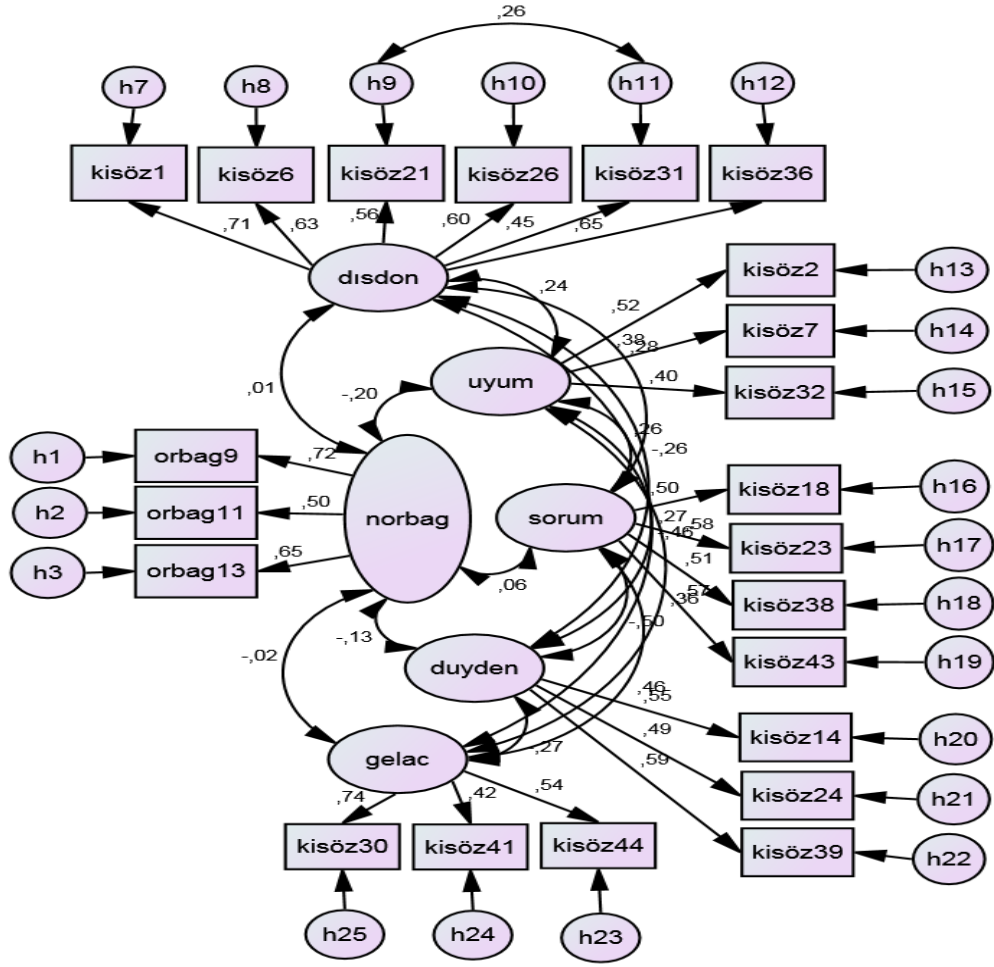 ,26
h7 h8 h9 h10 h11 h12
kisöz1 kisöz6 kisöz21 kisöz26 kisöz31 kisöz36
,71 ,63 ,56 ,60 ,45 ,65
dısdon
,24
kisöz2 h13
,52
kisöz7 h14
,38
,28
uyum
,40
kisöz32 h15
,01
-,20
,26
-,26
h1 orbag9 ,72
h2 orbag11 ,50
h3 orbag13 ,65
norbag
sorum
,50
kisöz18 h16
,27
,58
-,46
kisöz23 h17
,51
,57
,36
kisöz38 h18
,06
-,50
kisöz43 h19
-,13
-,02
duyden
,46
,55
kisöz14 h20
,49
kisöz24 h21
,59
kisöz39 h22
-,27
gelac
,74 ,42 ,54
kisöz30 kisöz41 kisöz44
h25 h24 h23